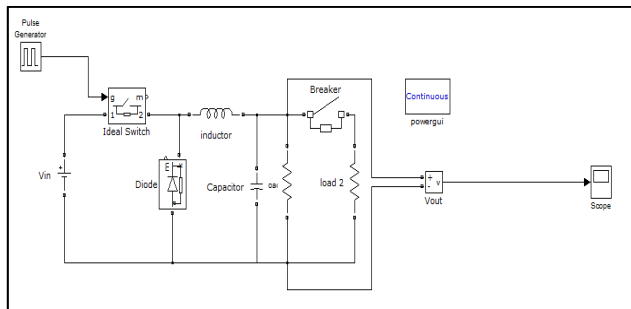 Pulse
Generator
Breaker
Continuous
powergui
g m
1 2
Ideal Switch
inductor
Vin
E
Diode
Capacitor
load 2
+
- v
Vout
Scope